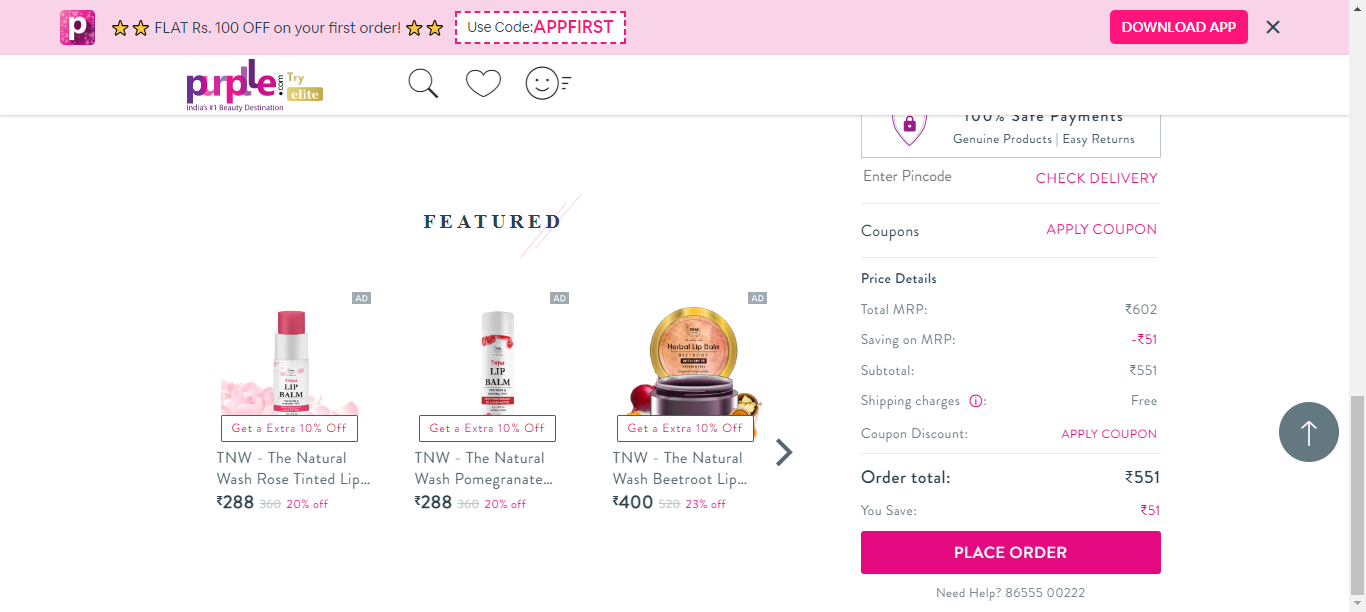 FLAT Rs. 100 OFF on your first order!
Use Code:APPFIRST
DOWNLOAD APP
purplle.com
Try
elite
India's #1 Beauty Destination
100% Safe Payments
Genuine Products | Easy Returns
Enter Pincode
CHECK DELIVERY
Coupons
APPLY COUPON
Price Details
Total MRP: ₹602
Saving on MRP: -₹51
Subtotal: ₹551
Shipping charges : Free
Coupon Discount: APPLY COUPON
Order total: ₹551
You Save: ₹51
PLACE ORDER
Need Help? 86555 00222
FEATURED
AD
LIP
BALM
Get a Extra 10% Off
TNW - The Natural
Wash Rose Tinted Lip...
₹288 360 20% off
AD
LIP
BALM
Get a Extra 10% Off
TNW - The Natural
Wash Pomegranate...
₹288 360 20% off
AD
TNW
Herbal Lip Balm
BEETROOT
Get a Extra 10% Off
TNW - The Natural
Wash Beetroot Lip...
₹400 520 23% off